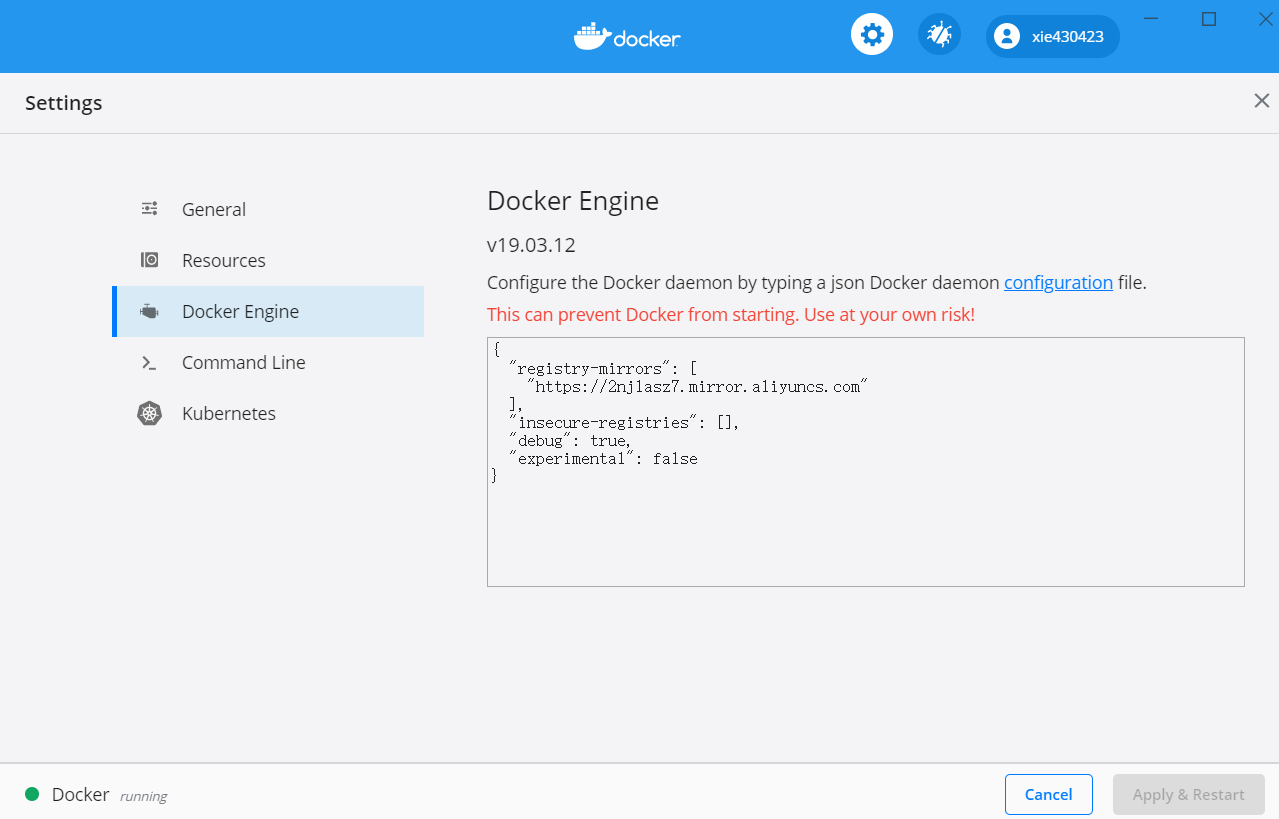 docker
xie430423
Settings
General
Resources
Docker Engine
Command Line
Kubernetes
Docker Engine
v19.03.12
Configure the Docker daemon by typing a json Docker daemon configuration file.
This can prevent Docker from starting. Use at your own risk!
{
  "registry-mirrors": [
    "https://2njlasz7.mirror.aliyuncs.com"
  ],
  "insecure-registries": [],
  "debug": true,
  "experimental": false
}
Docker running
Cancel
Apply & Restart